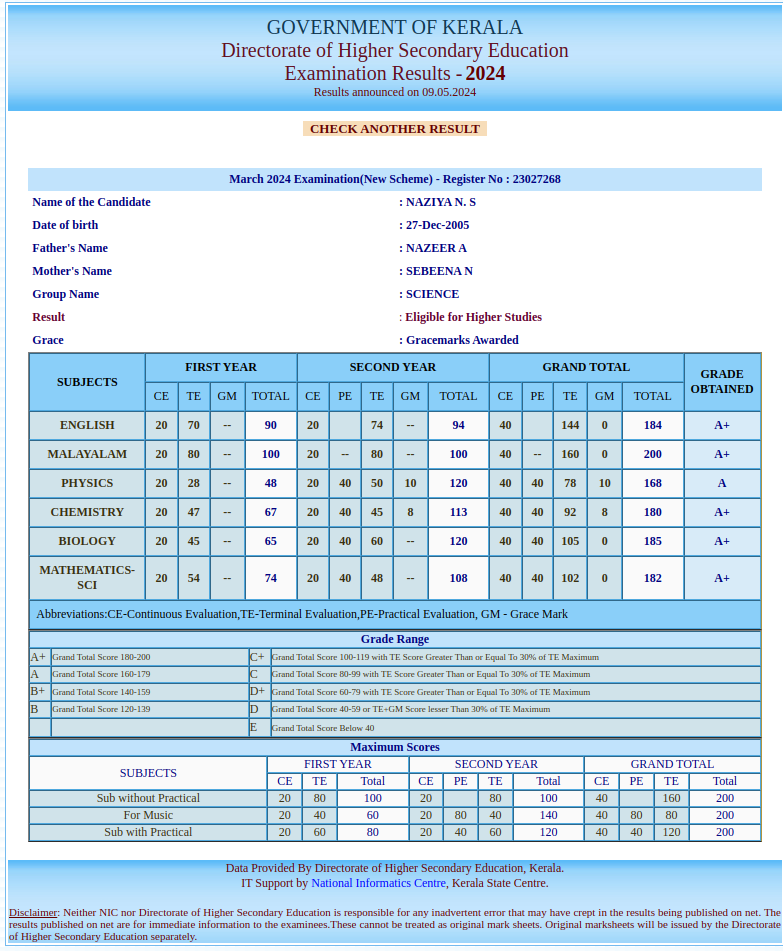 GOVERNMENT OF KERALA
Directorate of Higher Secondary Education
Examination Results - 2024
Results announced on 09.05.2024
CHECK ANOTHER RESULT
March 2024 Examination(New Scheme) - Register No : 23027268
Name of the Candidate : NAZIYA N. S
Date of birth : 27-Dec-2005
Father's Name : NAZEER A
Mother's Name : SEBEENA N
Group Name : SCIENCE
Result : Eligible for Higher Studies
Grace : Gracemarks Awarded
SUBJECTS FIRST YEAR SECOND YEAR GRAND TOTAL GRADE OBTAINED
CE TE GM TOTAL CE PE TE GM TOTAL CE PE TE GM TOTAL
ENGLISH 20 70 -- 90 20 74 -- 94 40 144 0 184 A+
MALAYALAM 20 80 -- 100 20 -- 80 -- 100 40 -- 160 0 200 A+
PHYSICS 20 28 -- 48 20 40 50 10 120 40 40 78 10 168 A
CHEMISTRY 20 47 -- 67 20 40 45 8 113 40 40 92 8 180 A+
BIOLOGY 20 45 -- 65 20 40 60 -- 120 40 40 105 0 185 A+
MATHEMATICS-SCI 20 54 -- 74 20 40 48 -- 108 40 40 102 0 182 A+
Abbreviations:CE-Continuous Evaluation,TE-Terminal Evaluation,PE-Practical Evaluation, GM - Grace Mark
Grade Range
A+ Grand Total Score 180-200 C+ Grand Total Score 100-119 with TE Score Greater Than or Equal To 30% of TE Maximum
A Grand Total Score 160-179 C Grand Total Score 80-99 with TE Score Greater Than or Equal To 30% of TE Maximum
B+ Grand Total Score 140-159 D+ Grand Total Score 60-79 with TE Score Greater Than or Equal To 30% of TE Maximum
B Grand Total Score 120-139 D Grand Total Score 40-59 or TE+GM Score lesser Than 30% of TE Maximum
E Grand Total Score Below 40
Maximum Scores
SUBJECTS FIRST YEAR SECOND YEAR GRAND TOTAL
CE TE Total CE PE TE Total CE PE TE Total
Sub without Practical 20 80 100 20 80 100 40 160 200
For Music 20 40 60 20 80 40 140 40 80 80 200
Sub with Practical 20 60 80 20 40 60 120 40 40 120 200
Data Provided By Directorate of Higher Secondary Education, Kerala.
IT Support by National Informatics Centre, Kerala State Centre.
Disclaimer: Neither NIC nor Directorate of Higher Secondary Education is responsible for any inadvertent error that may have crept in the results being published on net. The
results published on net are for immediate information to the examinees.These cannot be treated as original mark sheets. Original marksheets will be issued by the Directorate
of Higher Secondary Education separately.